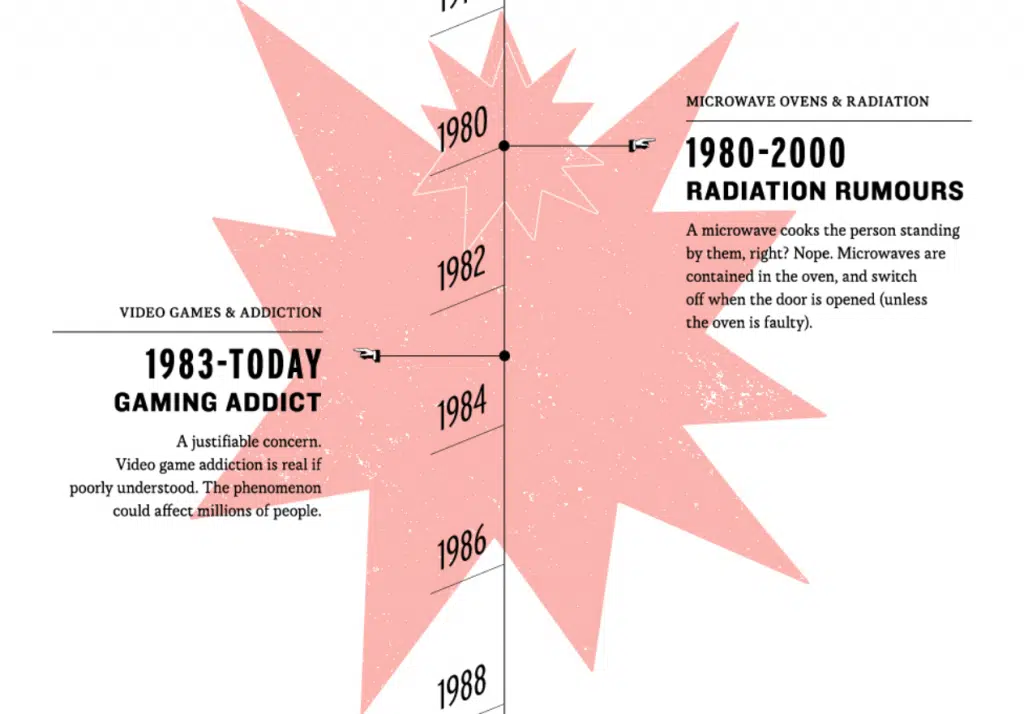 1980
MICROWAVE OVENS & RADIATION
1980-2000
RADIATION RUMOURS
A microwave cooks the person standing
by them, right? Nope. Microwaves are
contained in the oven, and switch
off when the door is opened (unless
the oven is faulty).
1982
VIDEO GAMES & ADDICTION
1983-TODAY
GAMING ADDICT
A justifiable concern.
Video game addiction is real if
poorly understood. The phenomenon
could affect millions of people.
1984
1986
1988